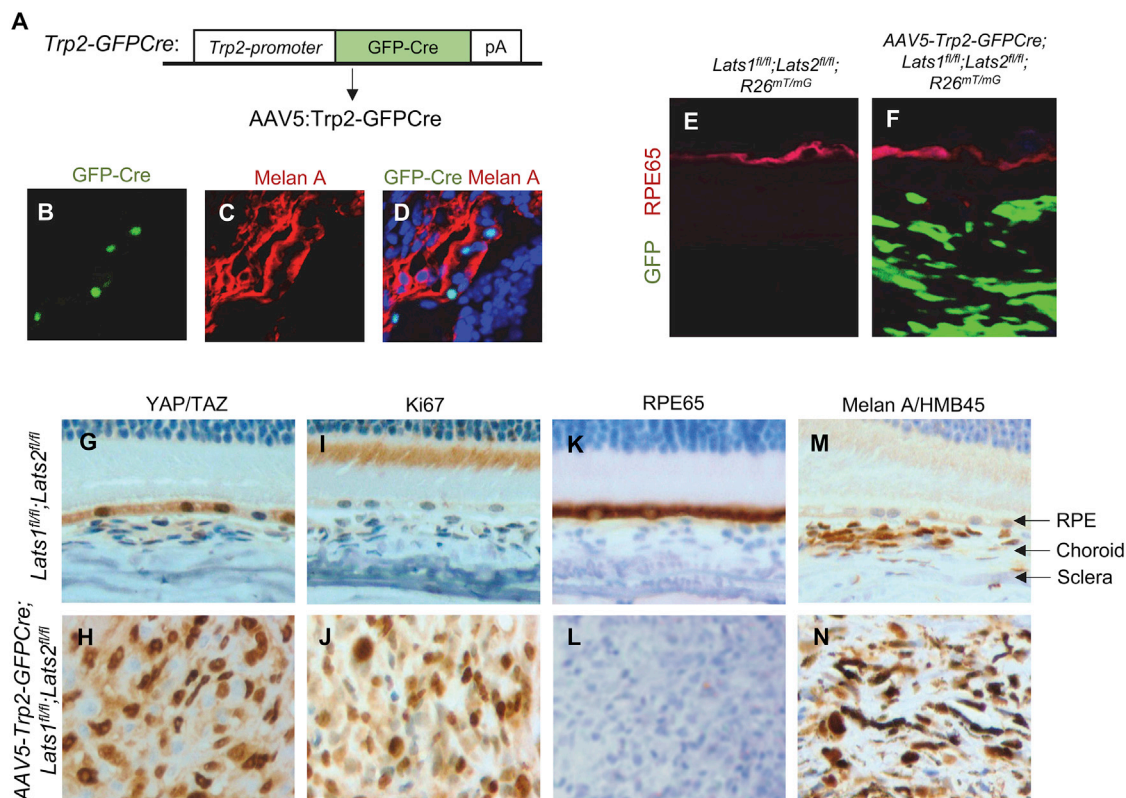 A
Trp2-GFPCre:
Trp2-promoter GFP-Cre pA
AAV5:Trp2-GFPCre
GFP-Cre
Melan A
GFP-Cre Melan A
B
C
D
Lats1fl/fl;Lats2fl/fl;
R26mT/mG
AAV5-Trp2-GFPCre;
Lats1fl/fl;Lats2fl/fl;
R26mT/mG
GFP RPE65
E
F
YAP/TAZ
Ki67
RPE65
Melan A/HMB45
Lats1fl/fl;Lats2fl/fl
G
I
K
M
RPE
Choroid
Sclera
AAV5-Trp2-GFPCre;
Lats1fl/fl;Lats2fl/fl
H
J
L
N